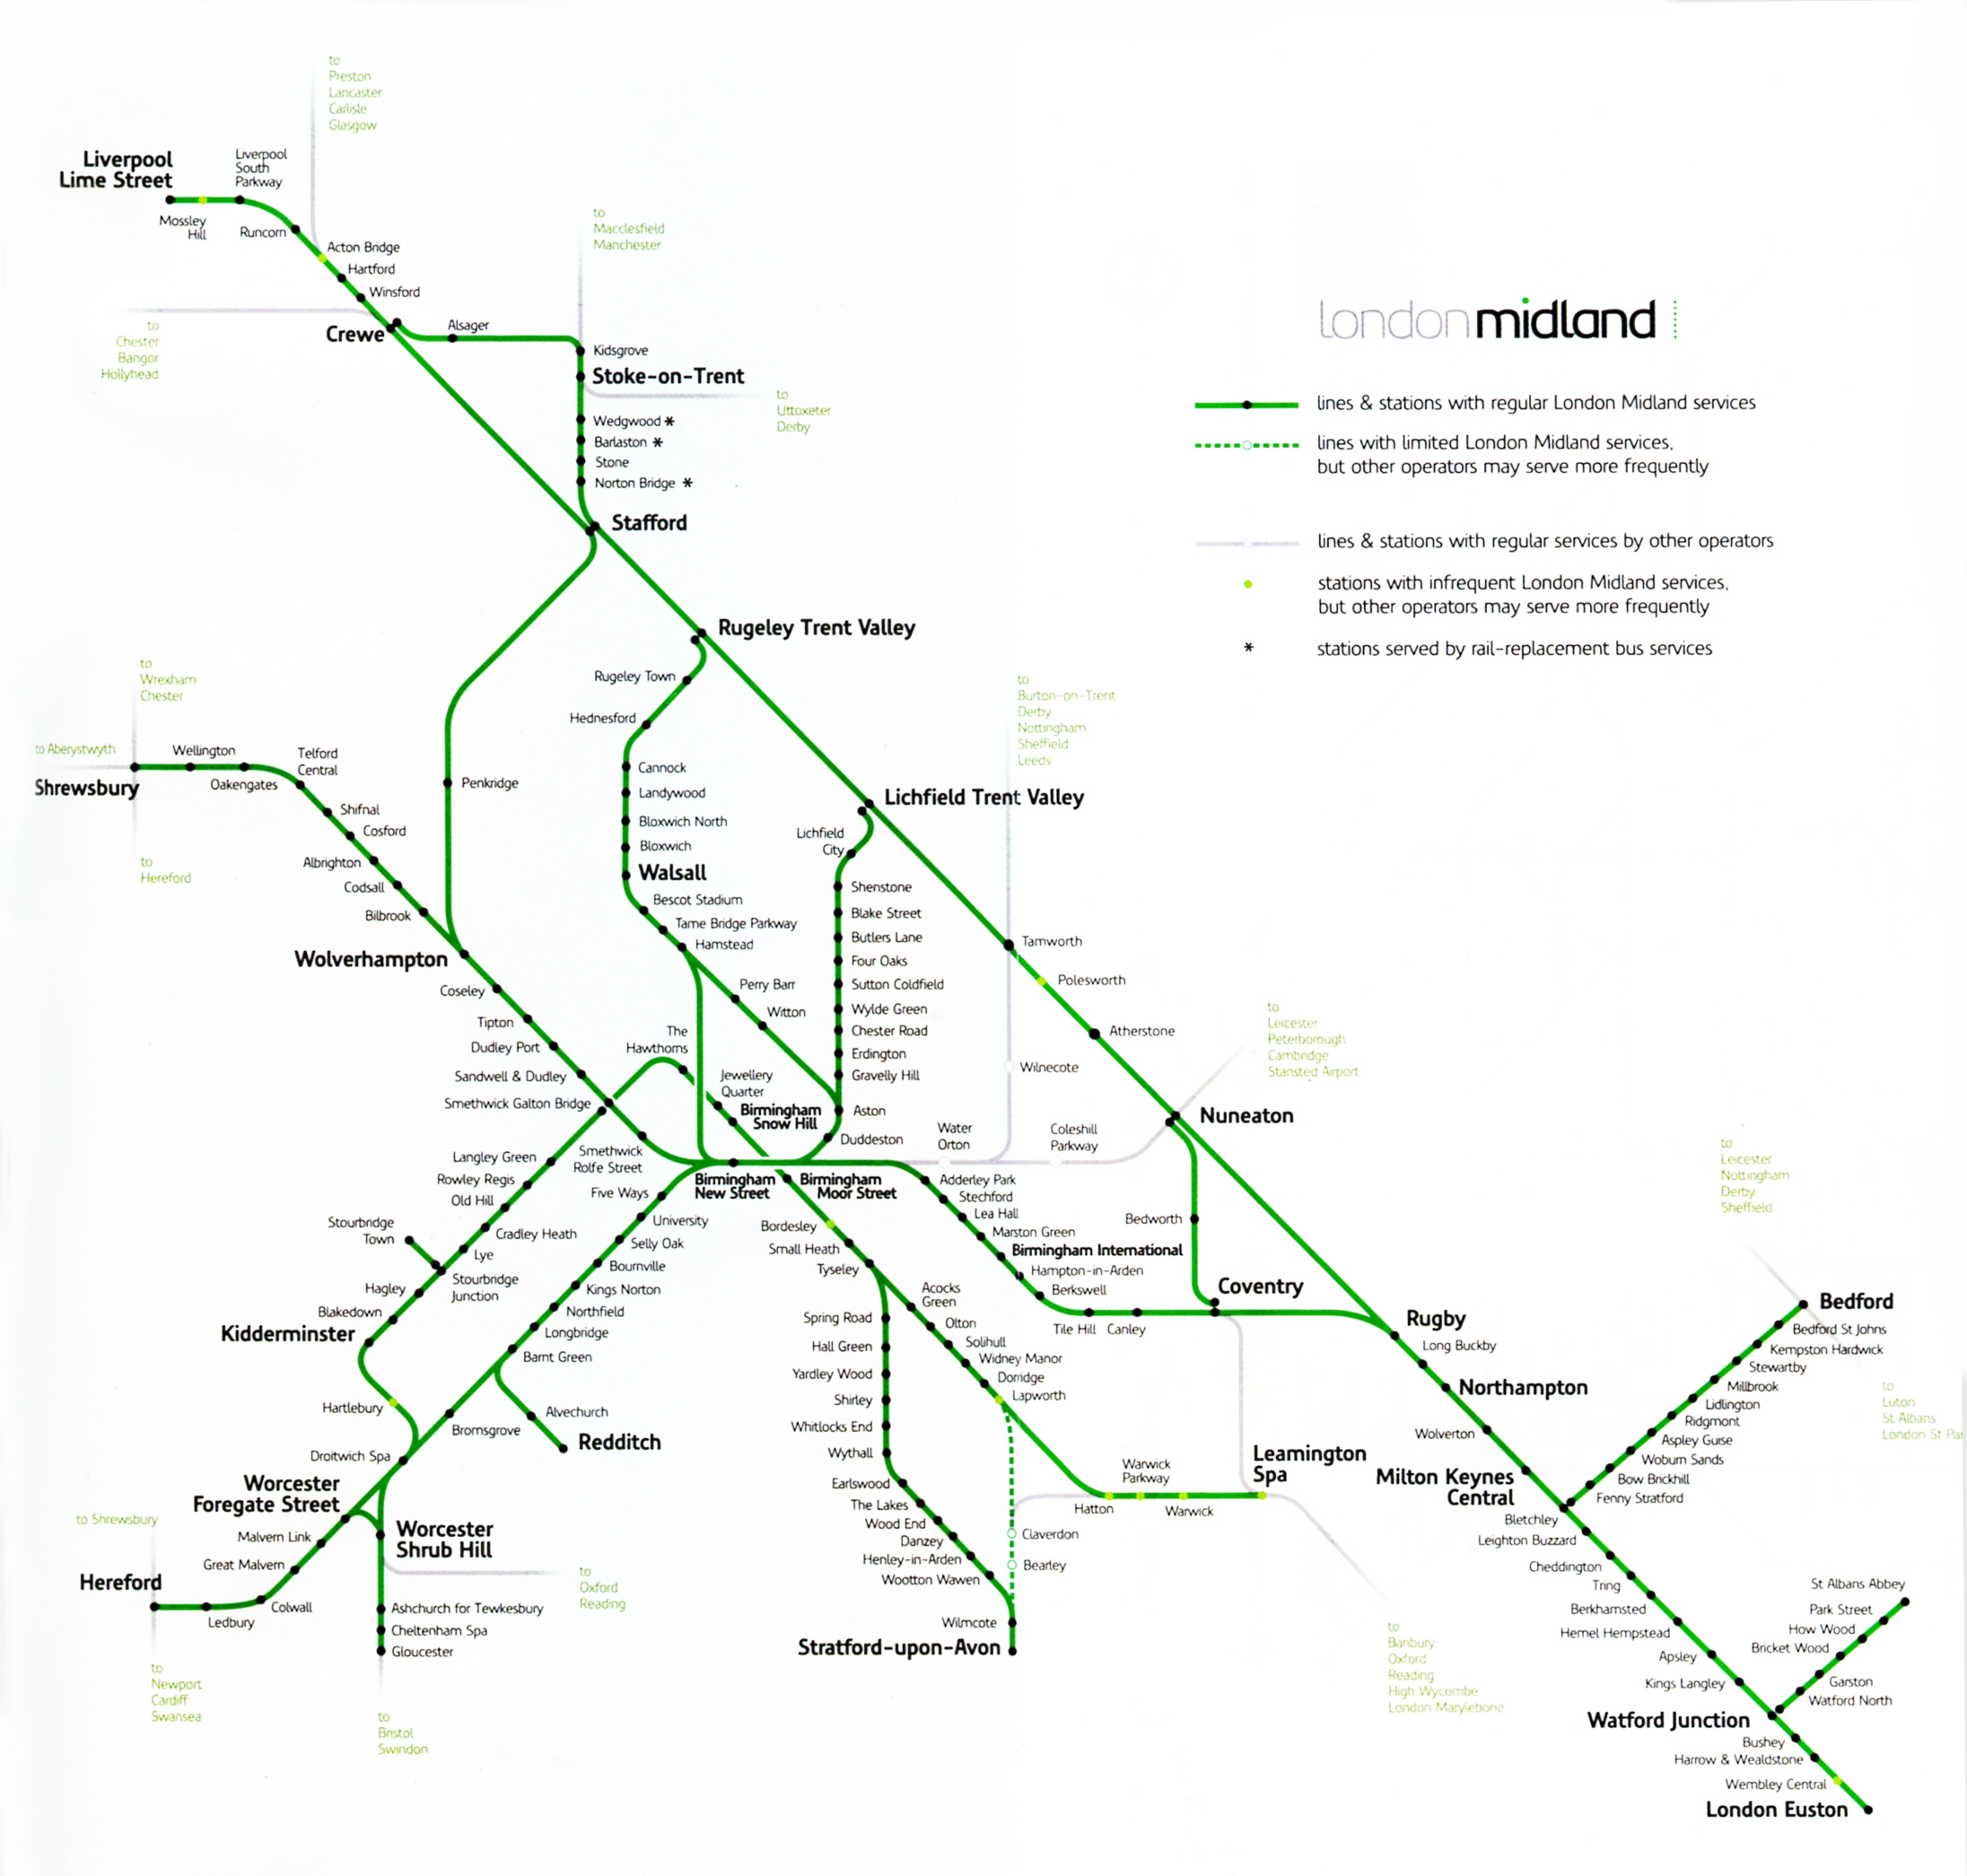 to
Preston
Lancaster
Carlisle
Glasgow
Liverpool
Lime Street
Liverpool
South
Parkway
Mossley
Hill
Runcorn
Acton Bridge
Hartford
Winsford
Crewe
to
Chester
Bangor
Hollyhead
Alsager
to
Macclesfield
Manchester
Kidsgrove
Stoke-on-Trent
to
Uttoxeter
Derby
Wedgwood *
Barlaston *
Stone
Norton Bridge *
Stafford
londonmidland
lines & stations with regular London Midland services
lines with limited London Midland services,
but other operators may serve more frequently
lines & stations with regular services by other operators
stations with infrequent London Midland services,
but other operators may serve more frequently
* stations served by rail-replacement bus services
Rugeley Trent Valley
Rugeley Town
Hednesford
Cannock
Landywood
Bloxwich North
Bloxwich
Walsall
Bescot Stadium
Tame Bridge Parkway
Hamstead
Perry Barr
Witton
to
Wrexham
Chester
to Aberystwyth
Shrewsbury
to
Hereford
Wellington
Oakengates
Telford
Central
Shifnal
Cosford
Albrighton
Codsall
Bilbrook
Wolverhampton
Penkridge
Coseley
Tipton
Dudley Port
Sandwell & Dudley
Smethwick Galton Bridge
Smethwick
Rolfe Street
The
Hawthorns
Jewellery
Quarter
Birmingham
Snow Hill
Lichfield Trent Valley
Lichfield
City
Shenstone
Blake Street
Butlers Lane
Four Oaks
Sutton Coldfield
Wylde Green
Chester Road
Erdington
Gravelly Hill
Aston
Duddeston
to
Burton-on-Trent
Derby
Nottingham
Sheffield
Leeds
Tamworth
Polesworth
Atherstone
Wilnecote
Water
Orton
Coleshill
Parkway
to
Leicester
Peterborough
Cambridge
Stansted Airport
Nuneaton
Bedworth
Coventry
Birmingham
New Street
Birmingham
Moor Street
Adderley Park
Stechford
Lea Hall
Marston Green
Birmingham International
Hampton-in-Arden
Berkswell
Tile Hill
Canley
Rugby
Langley Green
Rowley Regis
Old Hill
Cradley Heath
Lye
Stourbridge
Town
Stourbridge
Junction
Hagley
Blakedown
Kidderminster
Hartlebury
Droitwich Spa
Five Ways
University
Selly Oak
Bournville
Kings Norton
Northfield
Longbridge
Barnt Green
Alvechurch
Redditch
Bromsgrove
Worcester
Foregate Street
Worcester
Shrub Hill
Malvern Link
Great Malvern
Colwall
Ledbury
Hereford
to Shrewsbury
to
Newport
Cardiff
Swansea
to
Oxford
Reading
Ashchurch for Tewkesbury
Cheltenham Spa
Gloucester
to
Bristol
Swindon
Bordesley
Small Heath
Tyseley
Spring Road
Hall Green
Yardley Wood
Shirley
Whitlocks End
Wythall
Earlswood
The Lakes
Wood End
Danzey
Henley-in-Arden
Wootton Wawen
Wilmcote
Stratford-upon-Avon
Acocks
Green
Olton
Solihull
Widney Manor
Dorridge
Lapworth
Claverdon
Bearley
Hatton
Warwick
Parkway
Warwick
Leamington
Spa
to
Banbury
Oxford
Reading
High Wycombe
London Marylebone
Long Buckby
Northampton
Wolverton
Milton Keynes
Central
Bletchley
Leighton Buzzard
Cheddington
Tring
Berkhamsted
Hemel Hempstead
Apsley
Kings Langley
Watford Junction
Bushey
Harrow & Wealdstone
Wembley Central
London Euston
to
Leicester
Nottingham
Derby
Sheffield
Bedford
Bedford St Johns
Kempston Hardwick
Stewartby
Millbrook
Lidlington
Ridgmont
Aspley Guise
Woburn Sands
Bow Brickhill
Fenny Stratford
to
Luton
St Albans
London St Pa
St Albans Abbey
Park Street
How Wood
Bricket Wood
Garston
Watford North